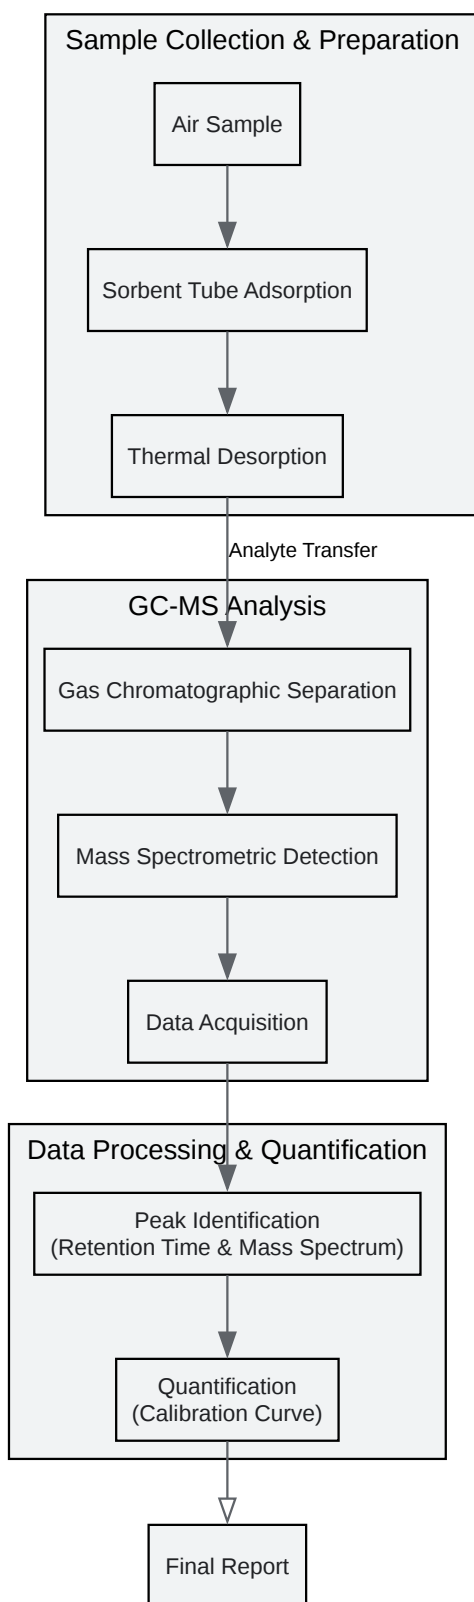 Sample Collection & Preparation
Air Sample
Sorbent Tube Adsorption
Thermal Desorption
Analyte Transfer
GC-MS Analysis
Gas Chromatographic Separation
Mass Spectrometric Detection
Data Acquisition
Data Processing & Quantification
Peak Identification
(Retention Time & Mass Spectrum)
Quantification
(Calibration Curve)
Final Report